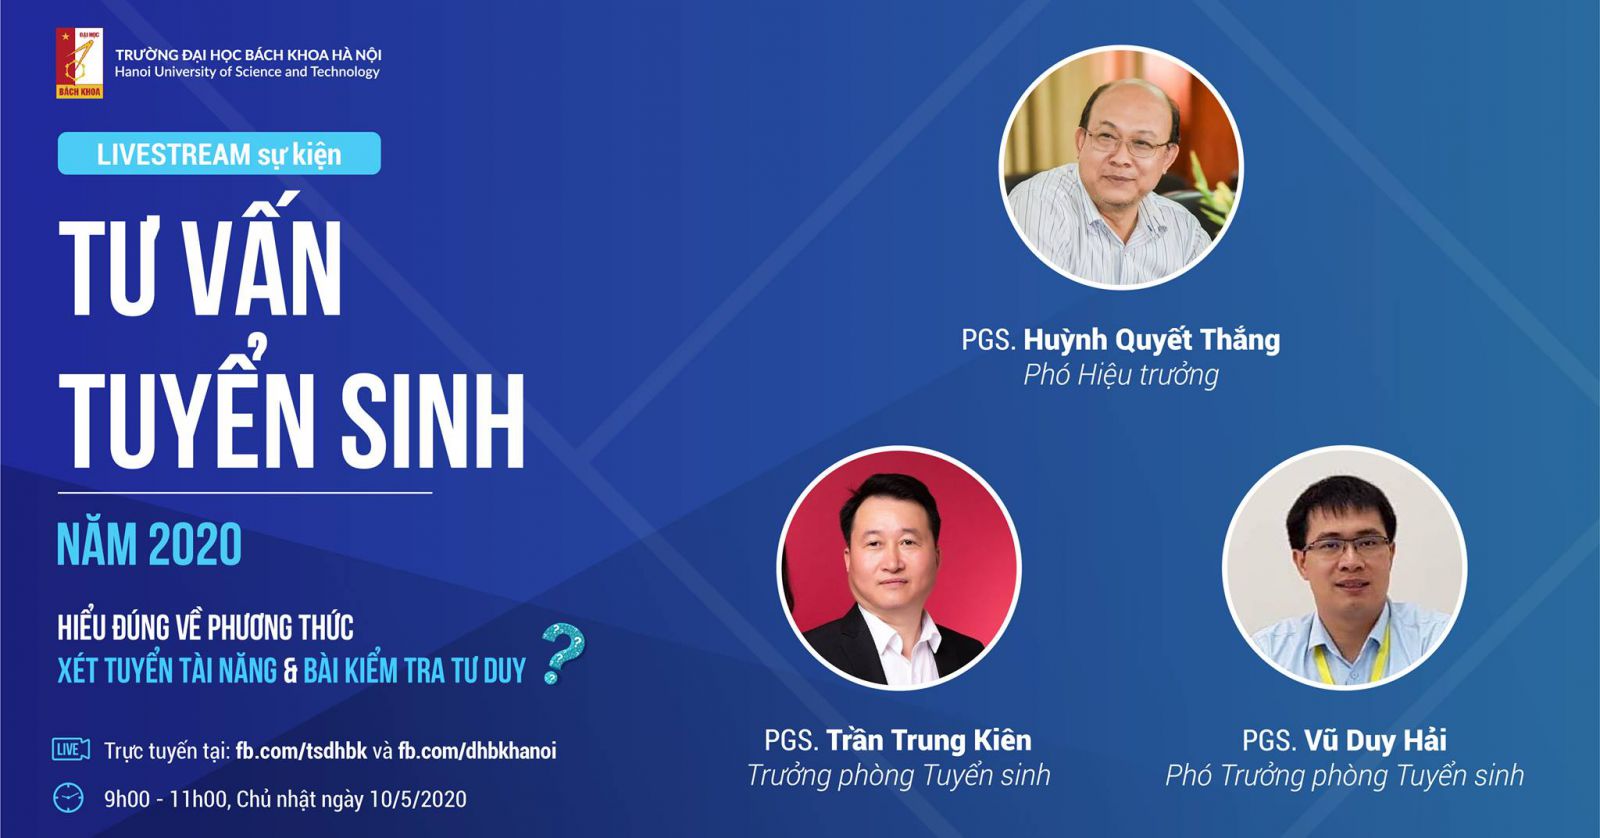 ĐẠI HỌC
BÁCH KHOA
TRƯỜNG ĐẠI HỌC BÁCH KHOA HÀ NỘI
Hanoi University of Science and Technology
LIVESTREAM sự kiện
TƯ VẤN
TUYỂN SINH
NĂM 2020
HIỂU ĐÚNG VỀ PHƯƠNG THỨC
XÉT TUYỂN TÀI NĂNG & BÀI KIỂM TRA TƯ DUY ?
LIVE Trực tuyến tại: fb.com/tsdhbk và fb.com/dhbkhanoi
9h00 - 11h00, Chủ nhật ngày 10/5/2020
PGS. Huỳnh Quyết Thắng
Phó Hiệu trưởng
PGS. Trần Trung Kiên
Trưởng phòng Tuyển sinh
PGS. Vũ Duy Hải
Phó Trưởng phòng Tuyển sinh